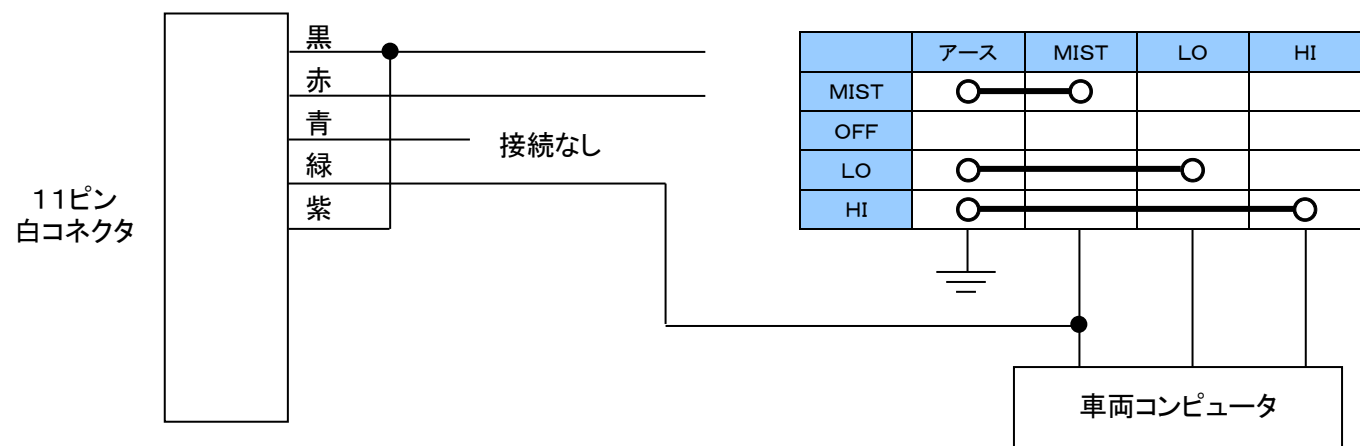 黒
赤
青
緑
紫
接続なし
11ピン
白コネクタ
アース MIST LO HI
MIST
OFF
LO
HI
車両コンピュータ